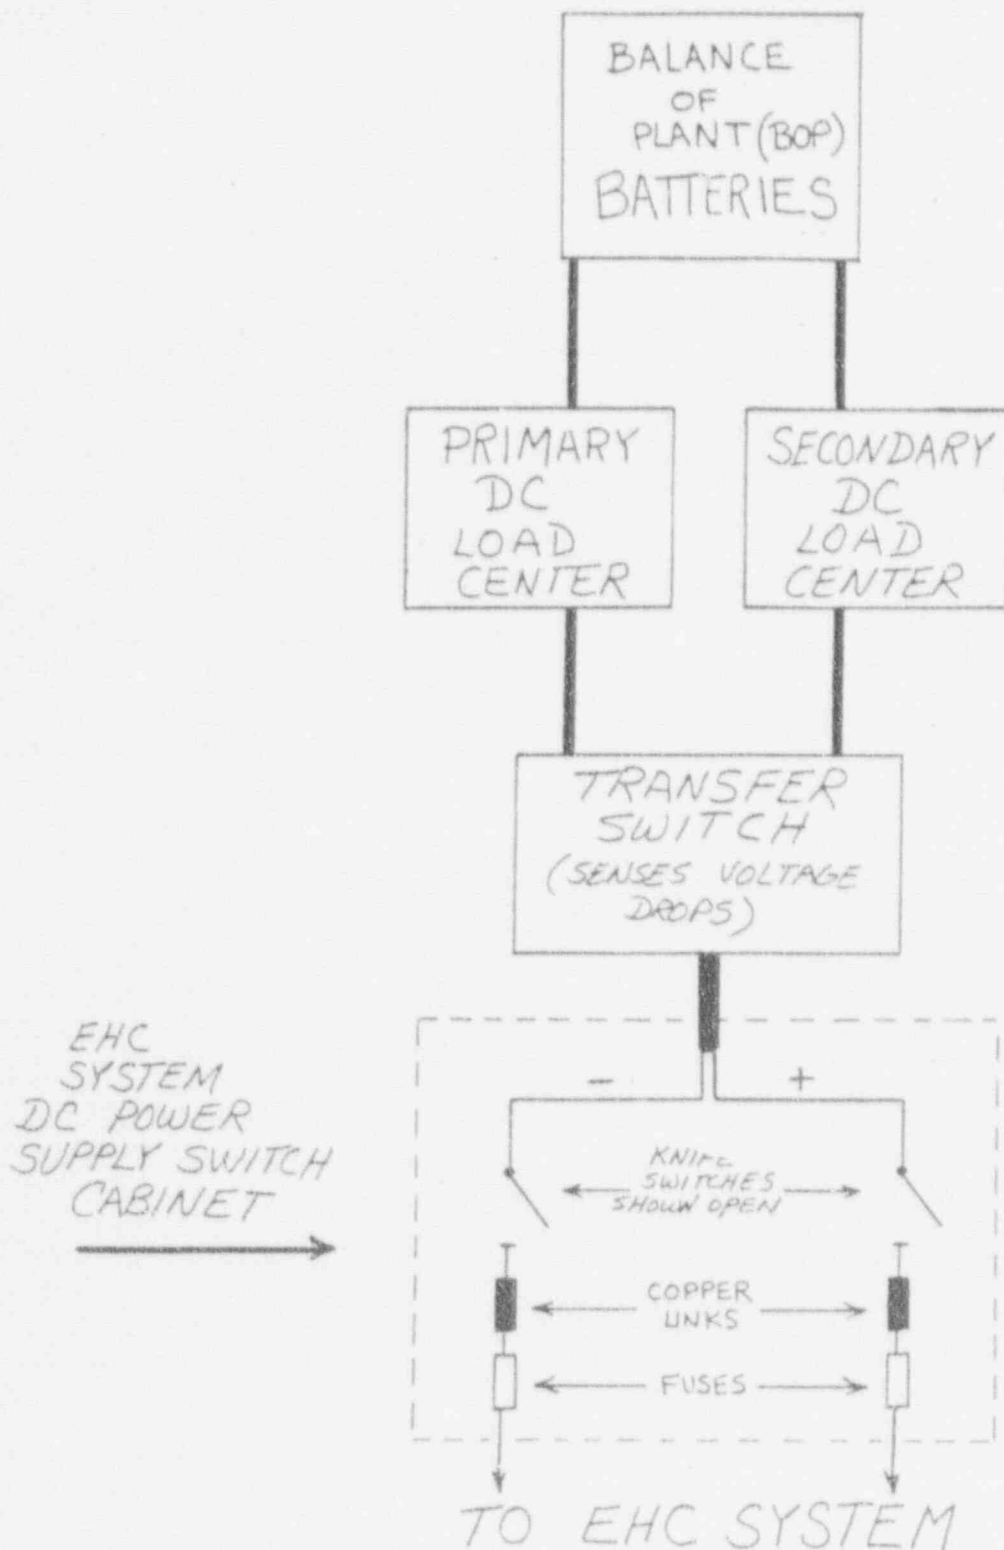 BALANCE
OF
PLANT (BOP)
BATTERIES
PRIMARY
DC
LOAD
CENTER
SECONDARY
DC
LOAD
CENTER
TRANSFER
SWITCH
(SENSES VOLTAGE
DROPS)
EHC
SYSTEM
DC POWER
SUPPLY SWITCH
CABINET
- +
KNIFE
SWITCHES
SHOWN OPEN
COPPER
LINKS
FUSES
TO EHC SYSTEM